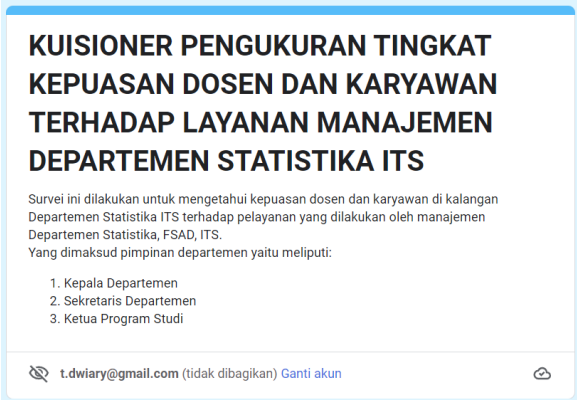 KUISIONER PENGUKURAN TINGKAT
KEPUASAN DOSEN DAN KARYAWAN
TERHADAP LAYANAN MANAJEMEN
DEPARTEMEN STATISTIKA ITS
Survei ini dilakukan untuk mengetahui kepuasan dosen dan karyawan di kalangan
Departemen Statistika ITS terhadap pelayanan yang dilakukan oleh manajemen
Departemen Statistika, FSAD, ITS.
Yang dimaksud pimpinan departemen yaitu meliputi:
1. Kepala Departemen
2. Sekretaris Departemen
3. Ketua Program Studi
t.dwiary@gmail.com (tidak dibagikan) Ganti akun